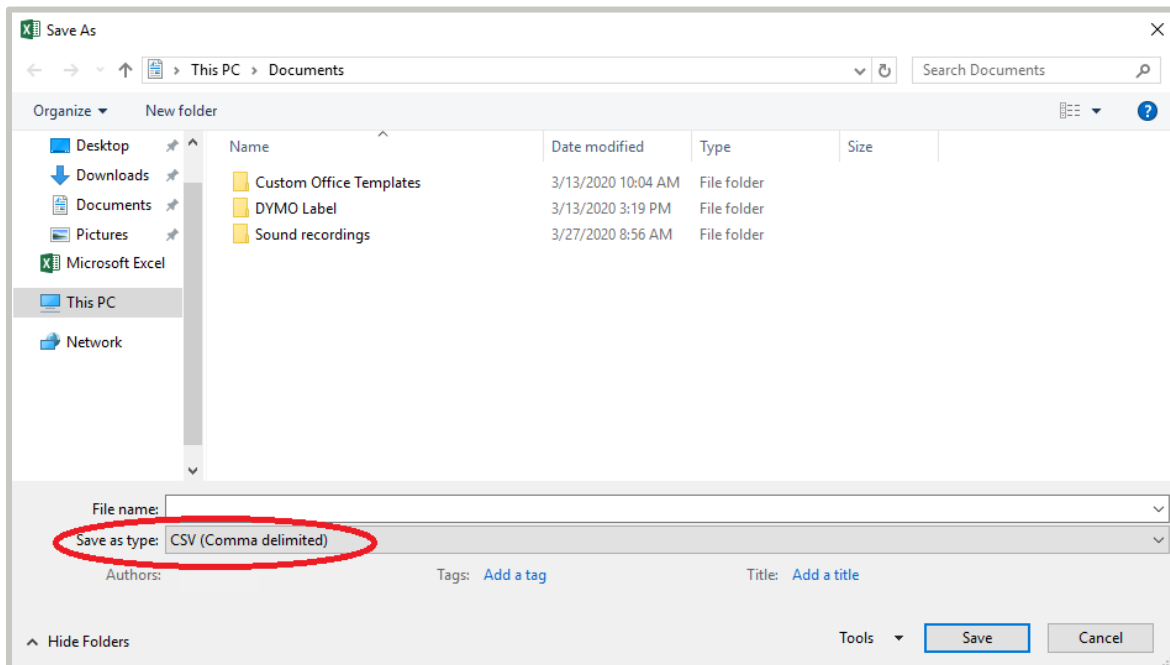 Save As
This PC > Documents
Search Documents
Organize
New folder
Desktop
Downloads
Documents
Pictures
Microsoft Excel
This PC
Network
Name Date modified Type Size
Custom Office Templates 3/13/2020 10:04 AM File folder
DYMO Label 3/13/2020 3:19 PM File folder
Sound recordings 3/27/2020 8:56 AM File folder
File name:
Save as type: CSV (Comma delimited)
Authors: Tags: Add a tag Title: Add a title
Hide Folders Tools Save Cancel